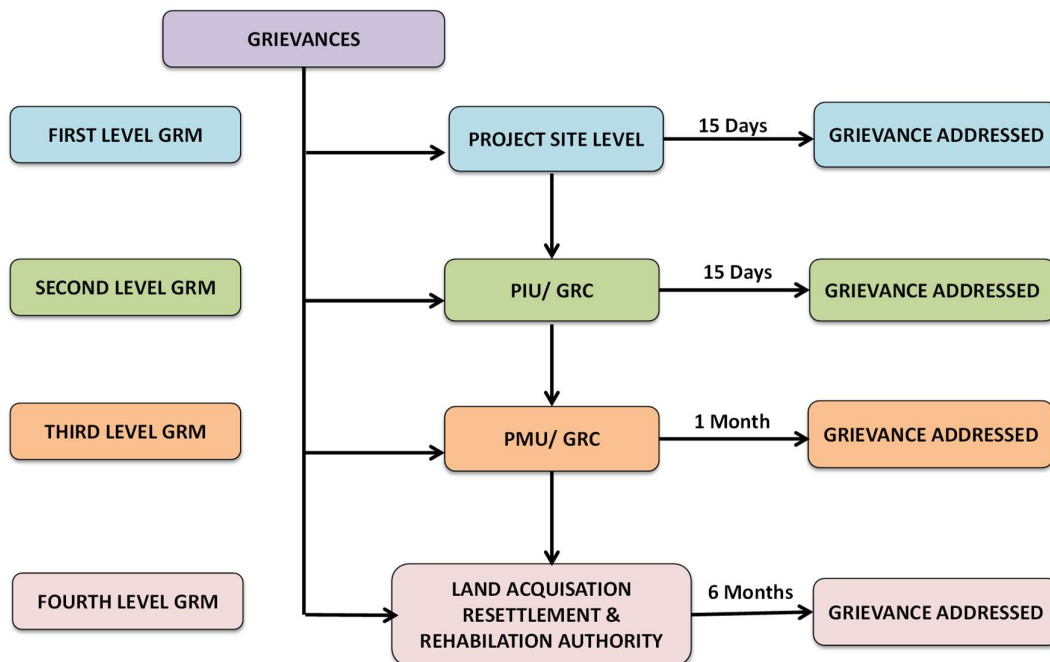 GRIEVANCES
FIRST LEVEL GRM
PROJECT SITE LEVEL
15 Days
GRIEVANCE ADDRESSED
SECOND LEVEL GRM
PIU/ GRC
15 Days
GRIEVANCE ADDRESSED
THIRD LEVEL GRM
PMU/ GRC
1 Month
GRIEVANCE ADDRESSED
FOURTH LEVEL GRM
LAND ACQUISATION
RESETTLEMENT &
REHABILATION AUTHORITY
6 Months
GRIEVANCE ADDRESSED